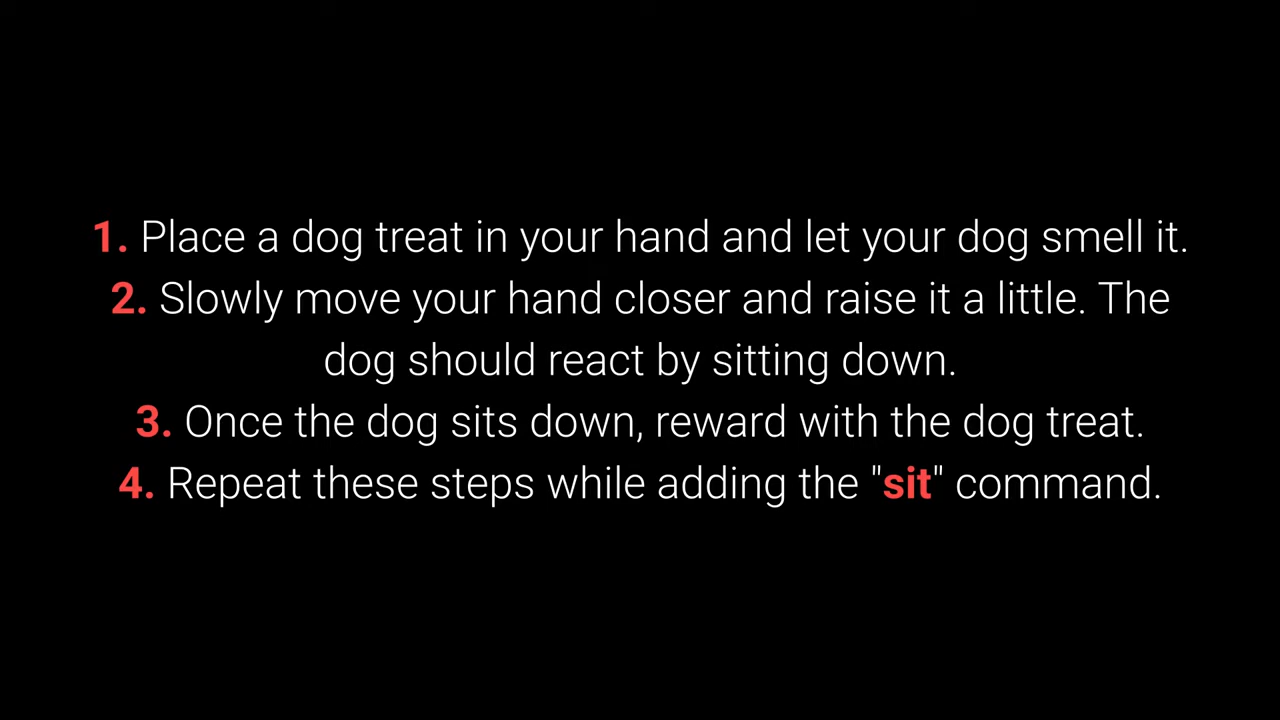 1. Place a dog treat in your hand and let your dog smell it.
2. Slowly move your hand closer and raise it a little. The
dog should react by sitting down.
3. Once the dog sits down, reward with the dog treat.
4. Repeat these steps while adding the "sit" command.